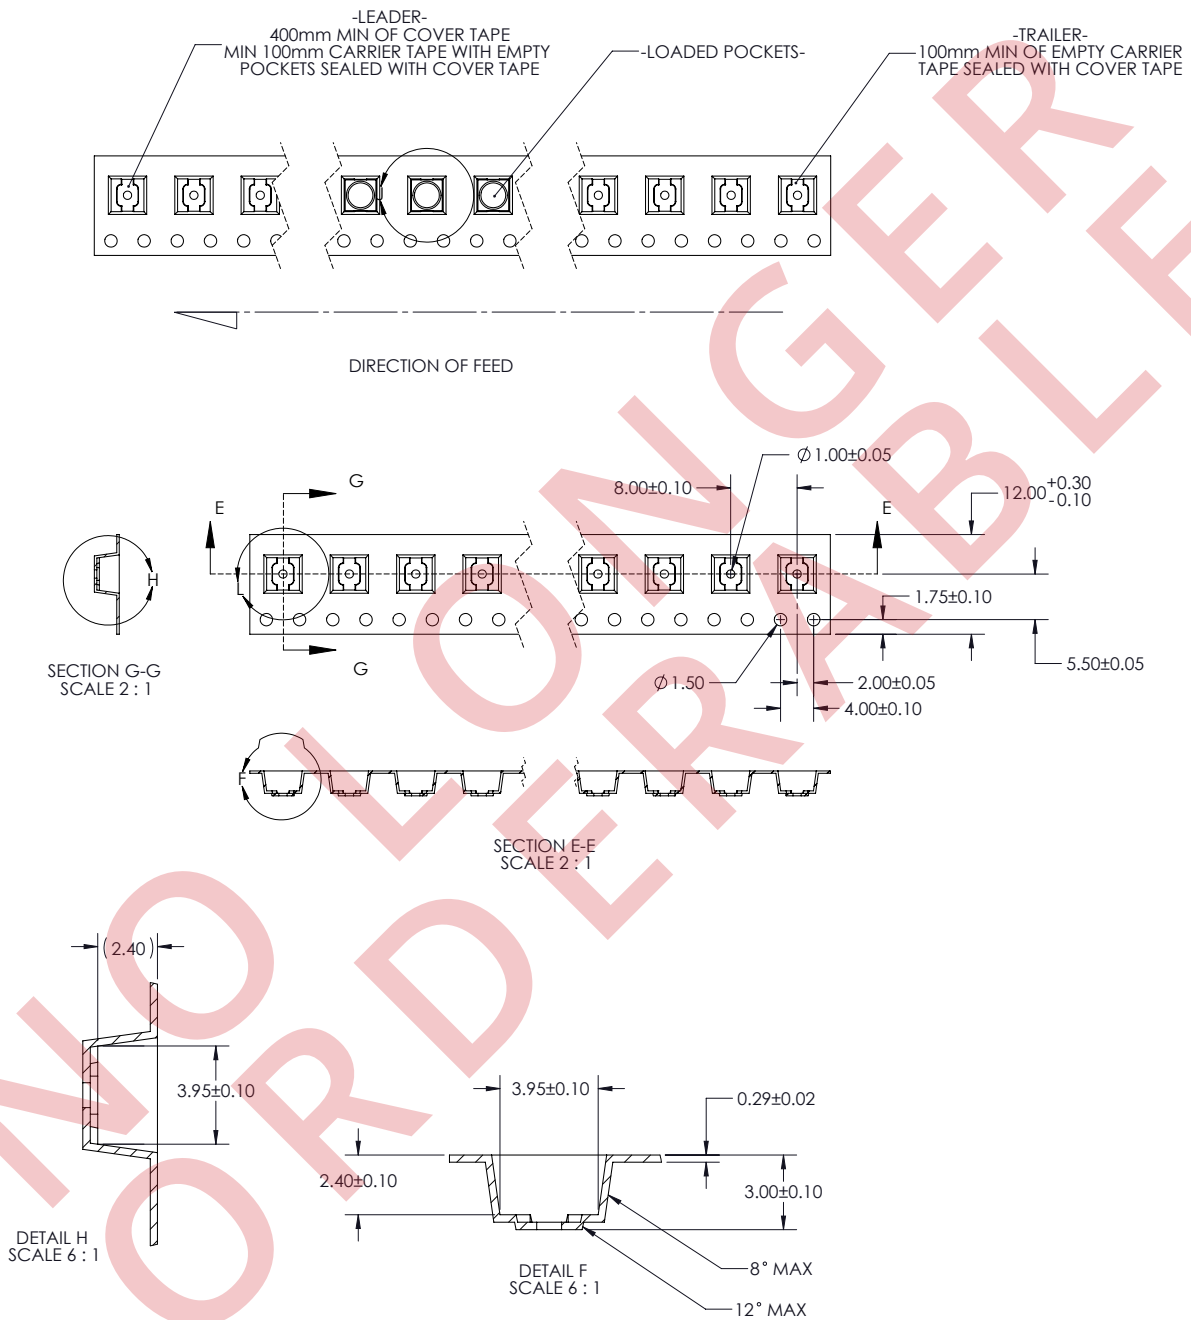 -LEADER-
400mm MIN OF COVER TAPE
MIN 100mm CARRIER TAPE WITH EMPTY
POCKETS SEALED WITH COVER TAPE
-LOADED POCKETS-
-TRAILER-
100mm MIN OF EMPTY CARRIER
TAPE SEALED WITH COVER TAPE
DIRECTION OF FEED
G
E
8.00±0.10
∅1.00±0.05
E
12.00 +0.30
-0.10
H
L
1.75±0.10
SECTION G-G
SCALE 2 : 1
G
∅1.50
2.00±0.05
4.00±0.10
5.50±0.05
F
SECTION E-E
SCALE 2 : 1
(2.40)
3.95±0.10
DETAIL H
SCALE 6 : 1
3.95±0.10
0.29±0.02
2.40±0.10
3.00±0.10
8° MAX
12° MAX
DETAIL F
SCALE 6 : 1
NO LONGER
ORDERABLE